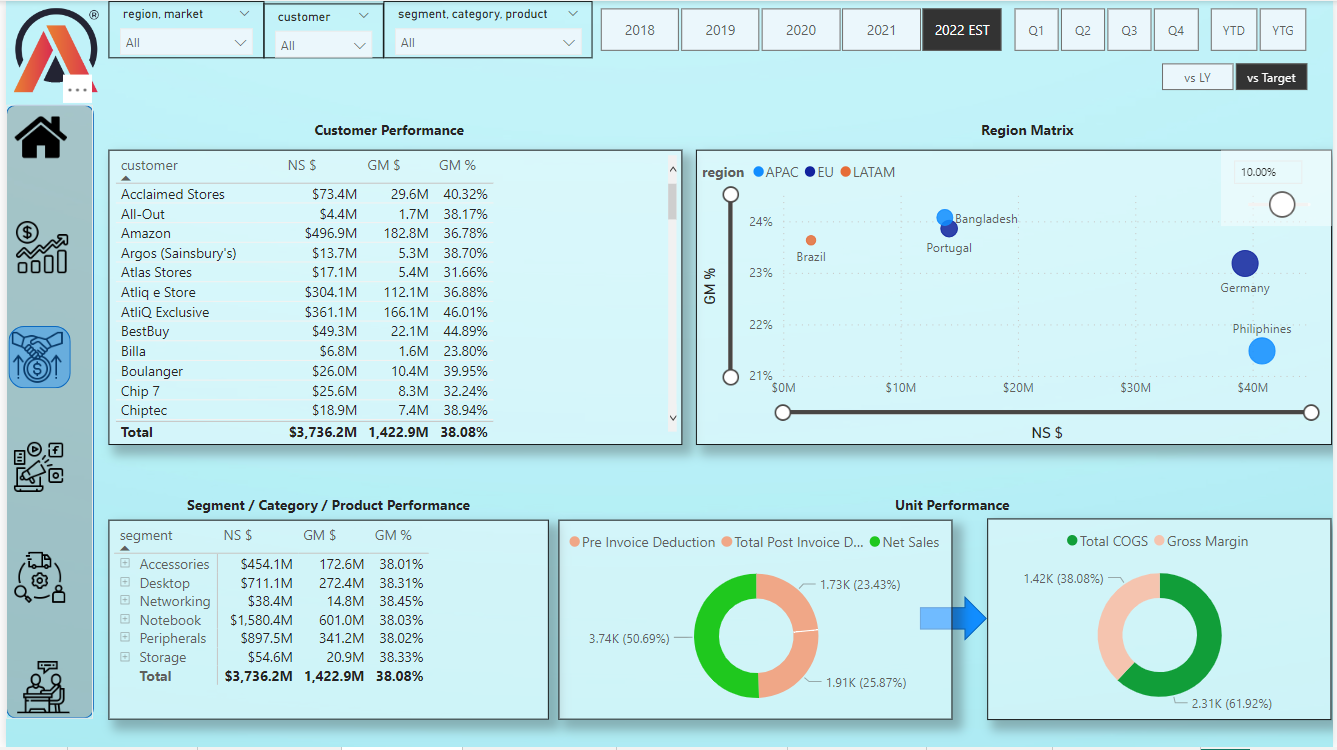 ®
region, market
All
customer
All
segment, category, product
All
2018 2019 2020 2021 2022 EST Q1 Q2 Q3 Q4 YTD YTG
vs LY vs Target
Customer Performance
customer NS $ GM $ GM %
Acclaimed Stores $73.4M 29.6M 40.32%
All-Out $4.4M 1.7M 38.17%
Amazon $496.9M 182.8M 36.78%
Argos (Sainsbury's) $13.7M 5.3M 38.70%
Atlas Stores $17.1M 5.4M 31.66%
Atliq e Store $304.1M 112.1M 36.88%
AtliQ Exclusive $361.1M 166.1M 46.01%
BestBuy $49.3M 22.1M 44.89%
Billa $6.8M 1.6M 23.80%
Boulanger $26.0M 10.4M 39.95%
Chip 7 $25.6M 8.3M 32.24%
Chiptec $18.9M 7.4M 38.94%
Total $3,736.2M 1,422.9M 38.08%
Region Matrix
region APAC EU LATAM
10.00%
GM %
24%
23%
22%
21%
Bangladesh
Portugal
Brazil
Germany
Philiphines
$0M $10M $20M $30M $40M
NS $
Segment / Category / Product Performance
segment NS $ GM $ GM %
Accessories $454.1M 172.6M 38.01%
Desktop $711.1M 272.4M 38.31%
Networking $38.4M 14.8M 38.45%
Notebook $1,580.4M 601.0M 38.03%
Peripherals $897.5M 341.2M 38.02%
Storage $54.6M 20.9M 38.33%
Total $3,736.2M 1,422.9M 38.08%
Unit Performance
Pre Invoice Deduction Total Post Invoice D... Net Sales
1.73K (23.43%)
3.74K (50.69%)
1.91K (25.87%)
Total COGS Gross Margin
1.42K (38.08%)
2.31K (61.92%)